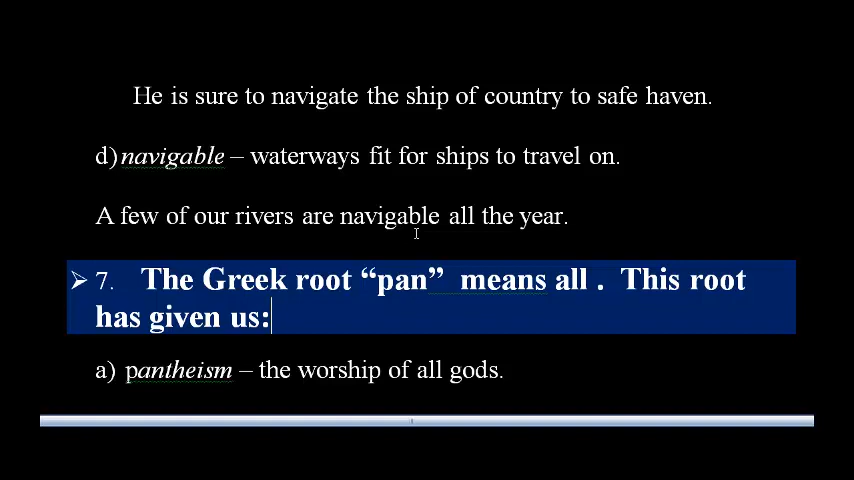 He is sure to navigate the ship of country to safe haven.
d) navigable – waterways fit for ships to travel on.
A few of our rivers are navigable all the year.
➢ 7. The Greek root “pan” means all . This root
has given us:
a) pantheism – the worship of all gods.